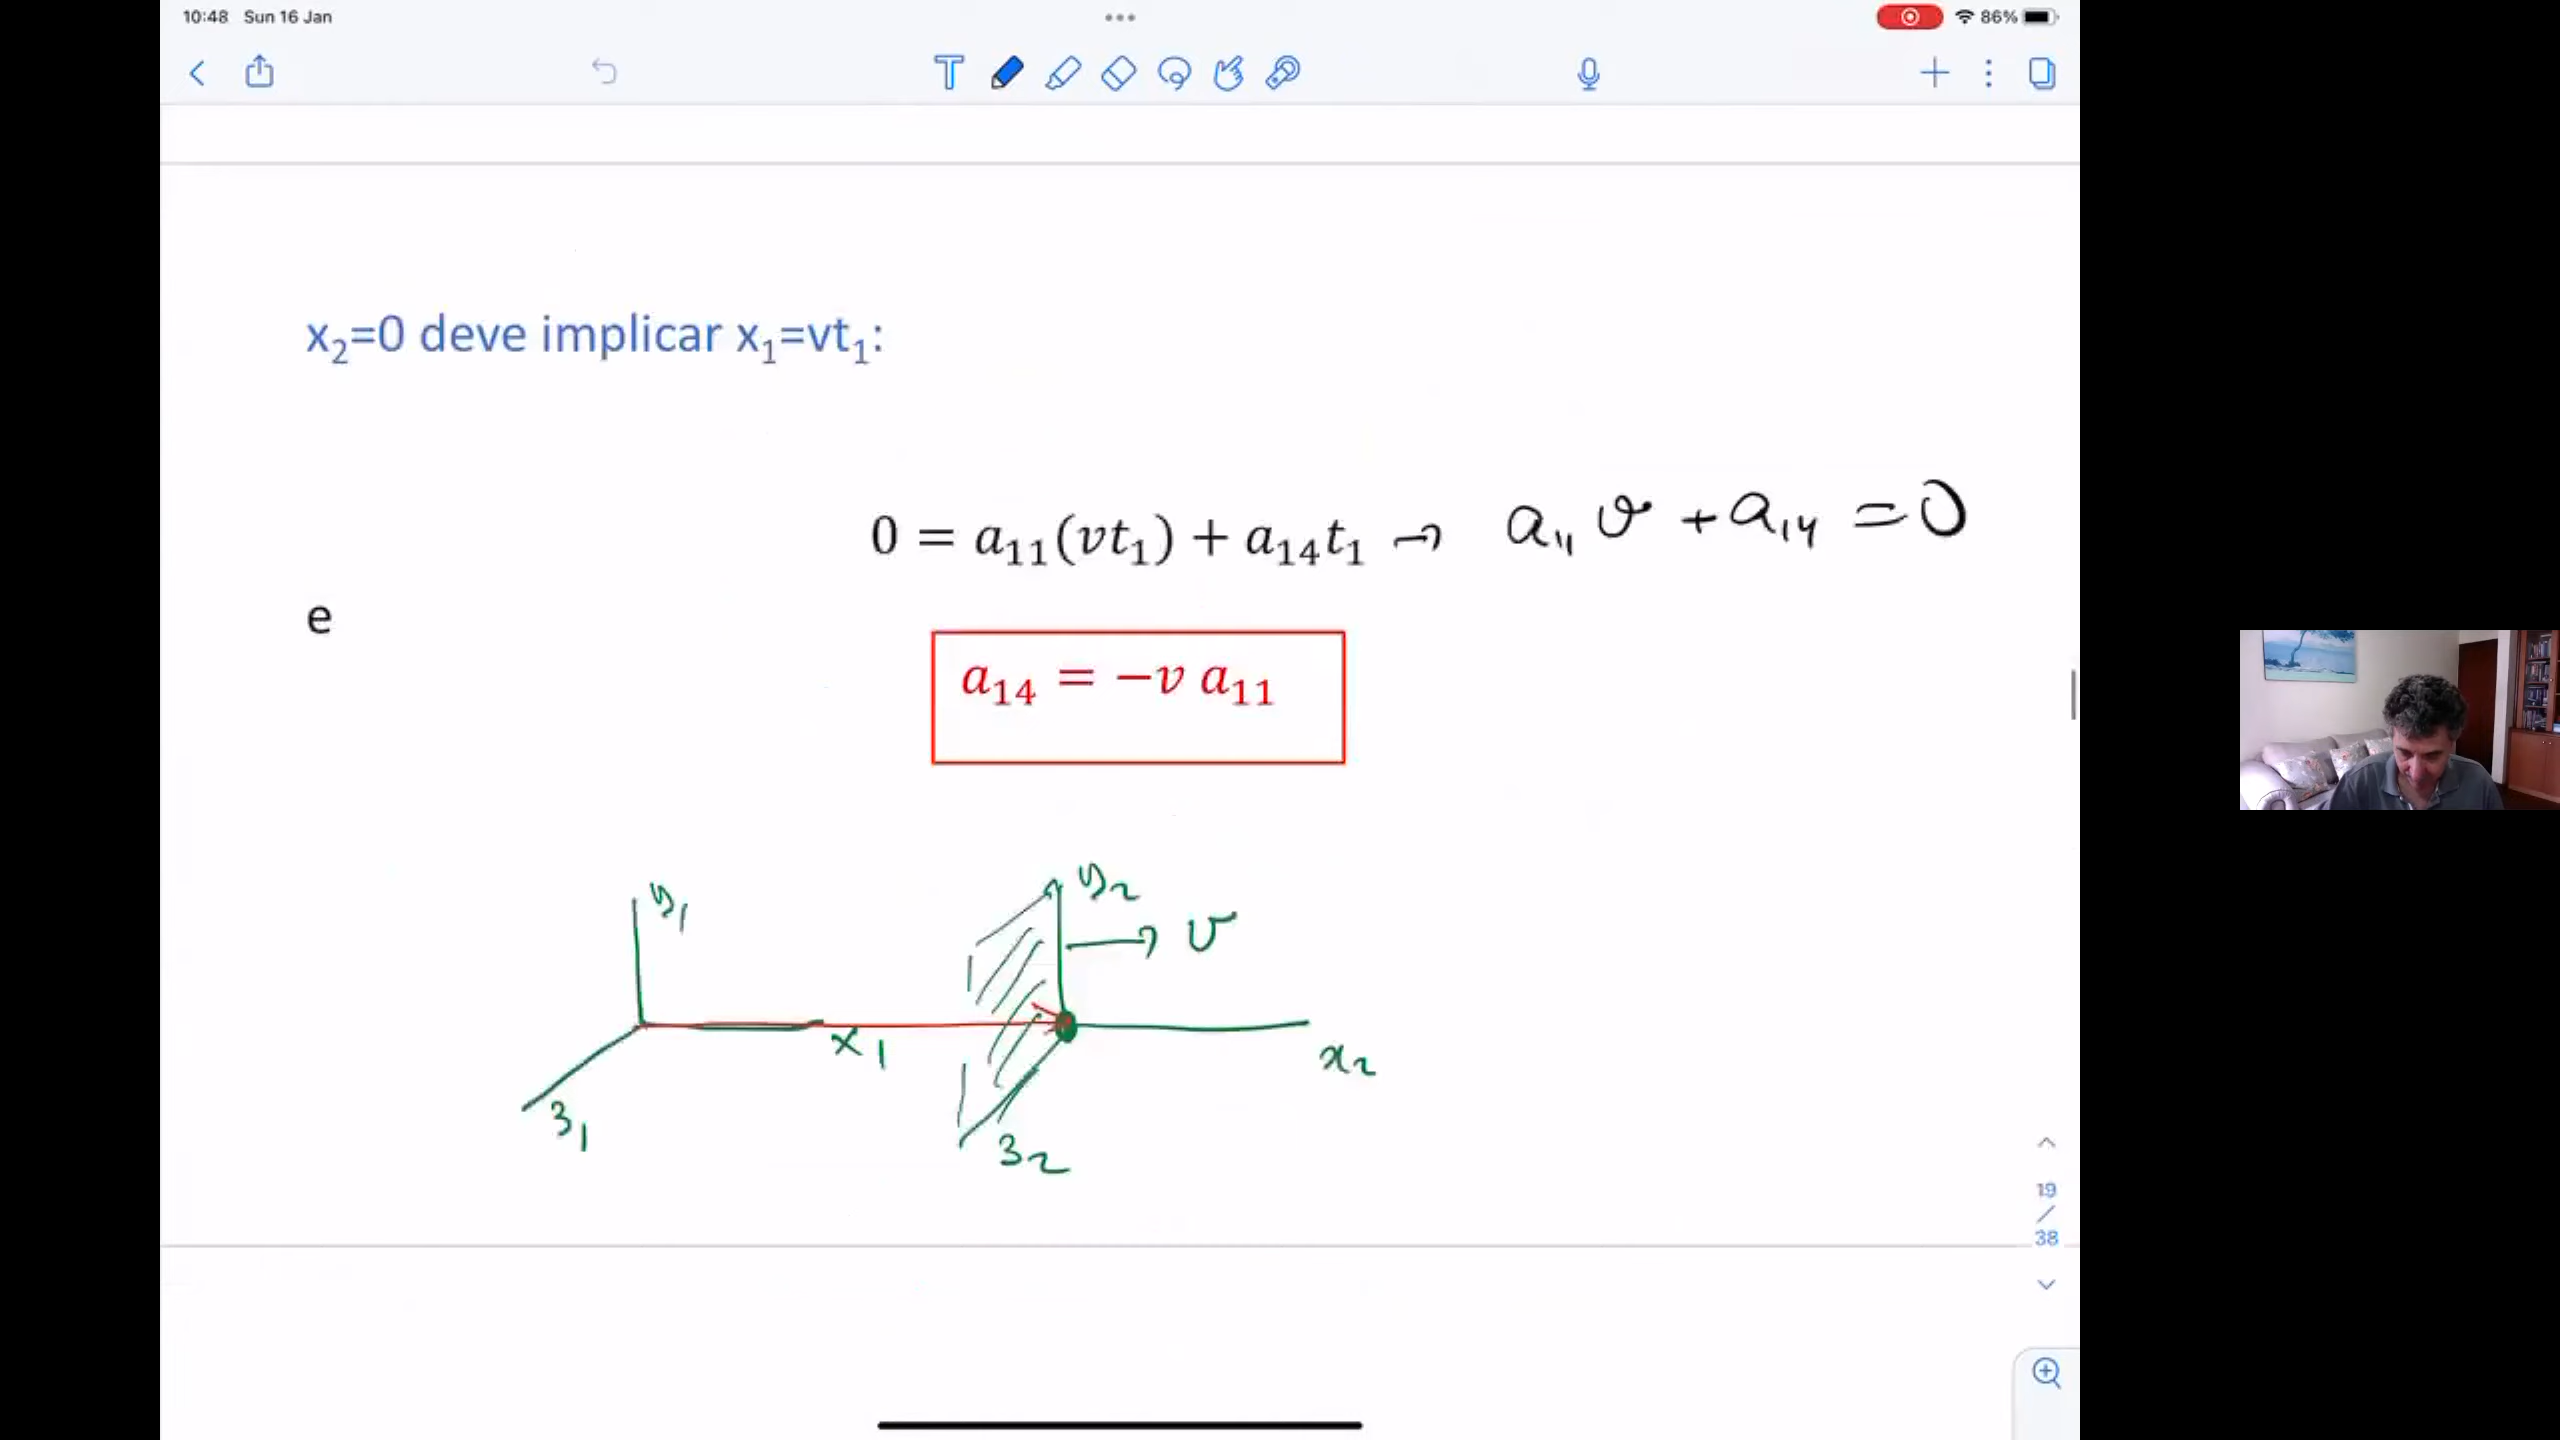 10:48 Sun 16 Jan
86%
x₂=0 deve implicar x₁=vt₁:
0 = a₁₁(vt₁) + a₁₄t₁ → a₁₁ v + a₁₄ = 0
e
a₁₄ = −v a₁₁
y₁
y₂
v
x₁
x₂
z₁
z₂
19
/
38